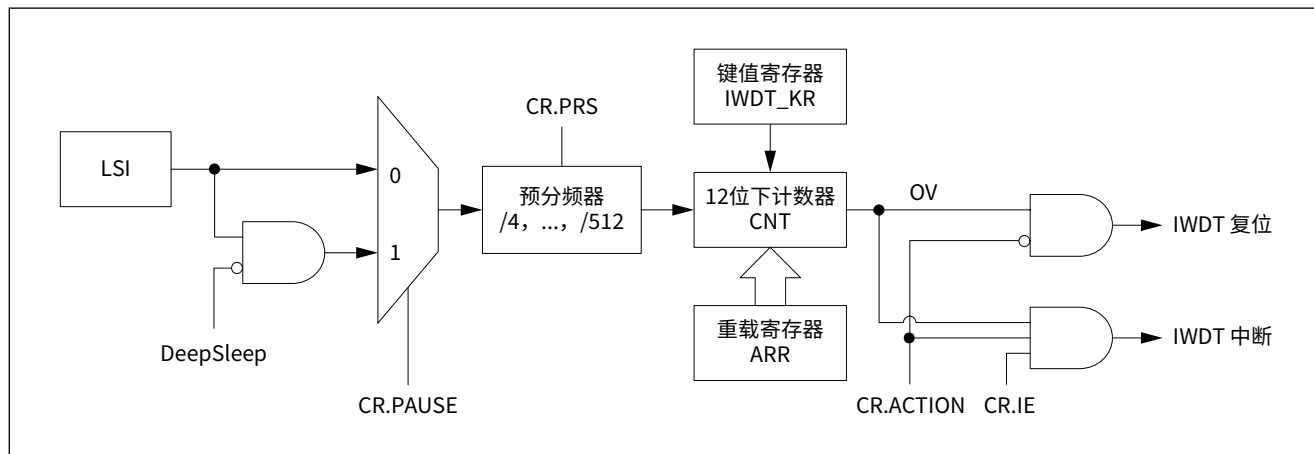 键值寄存器
IWDT_KR
CR.PRS
LSI
0
预分频器
/4，...，/512
12位下计数器
CNT
OV
IWDT 复位
1
DeepSleep
重载寄存器
ARR
IWDT 中断
CR.PAUSE
CR.ACTION
CR.IE